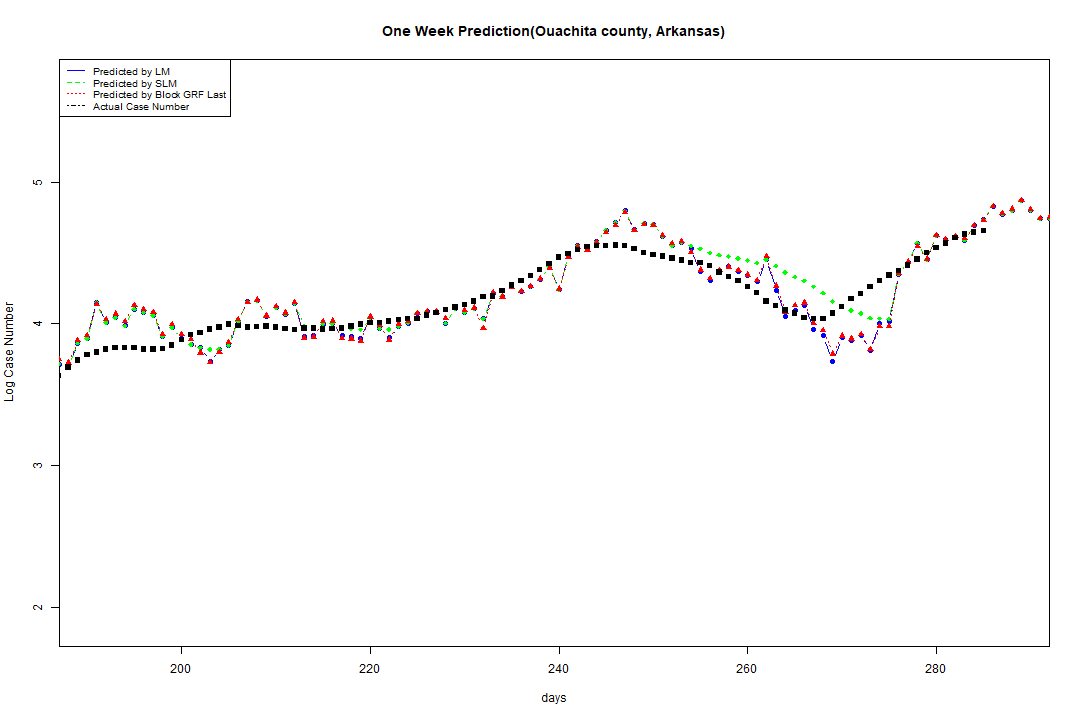 One Week Prediction(Ouachita county, Arkansas)
Predicted by LM
Predicted by SLM
Predicted by Block GRF Last
Actual Case Number
5
4
3
2
Log Case Number
200 220 240 260 280
days